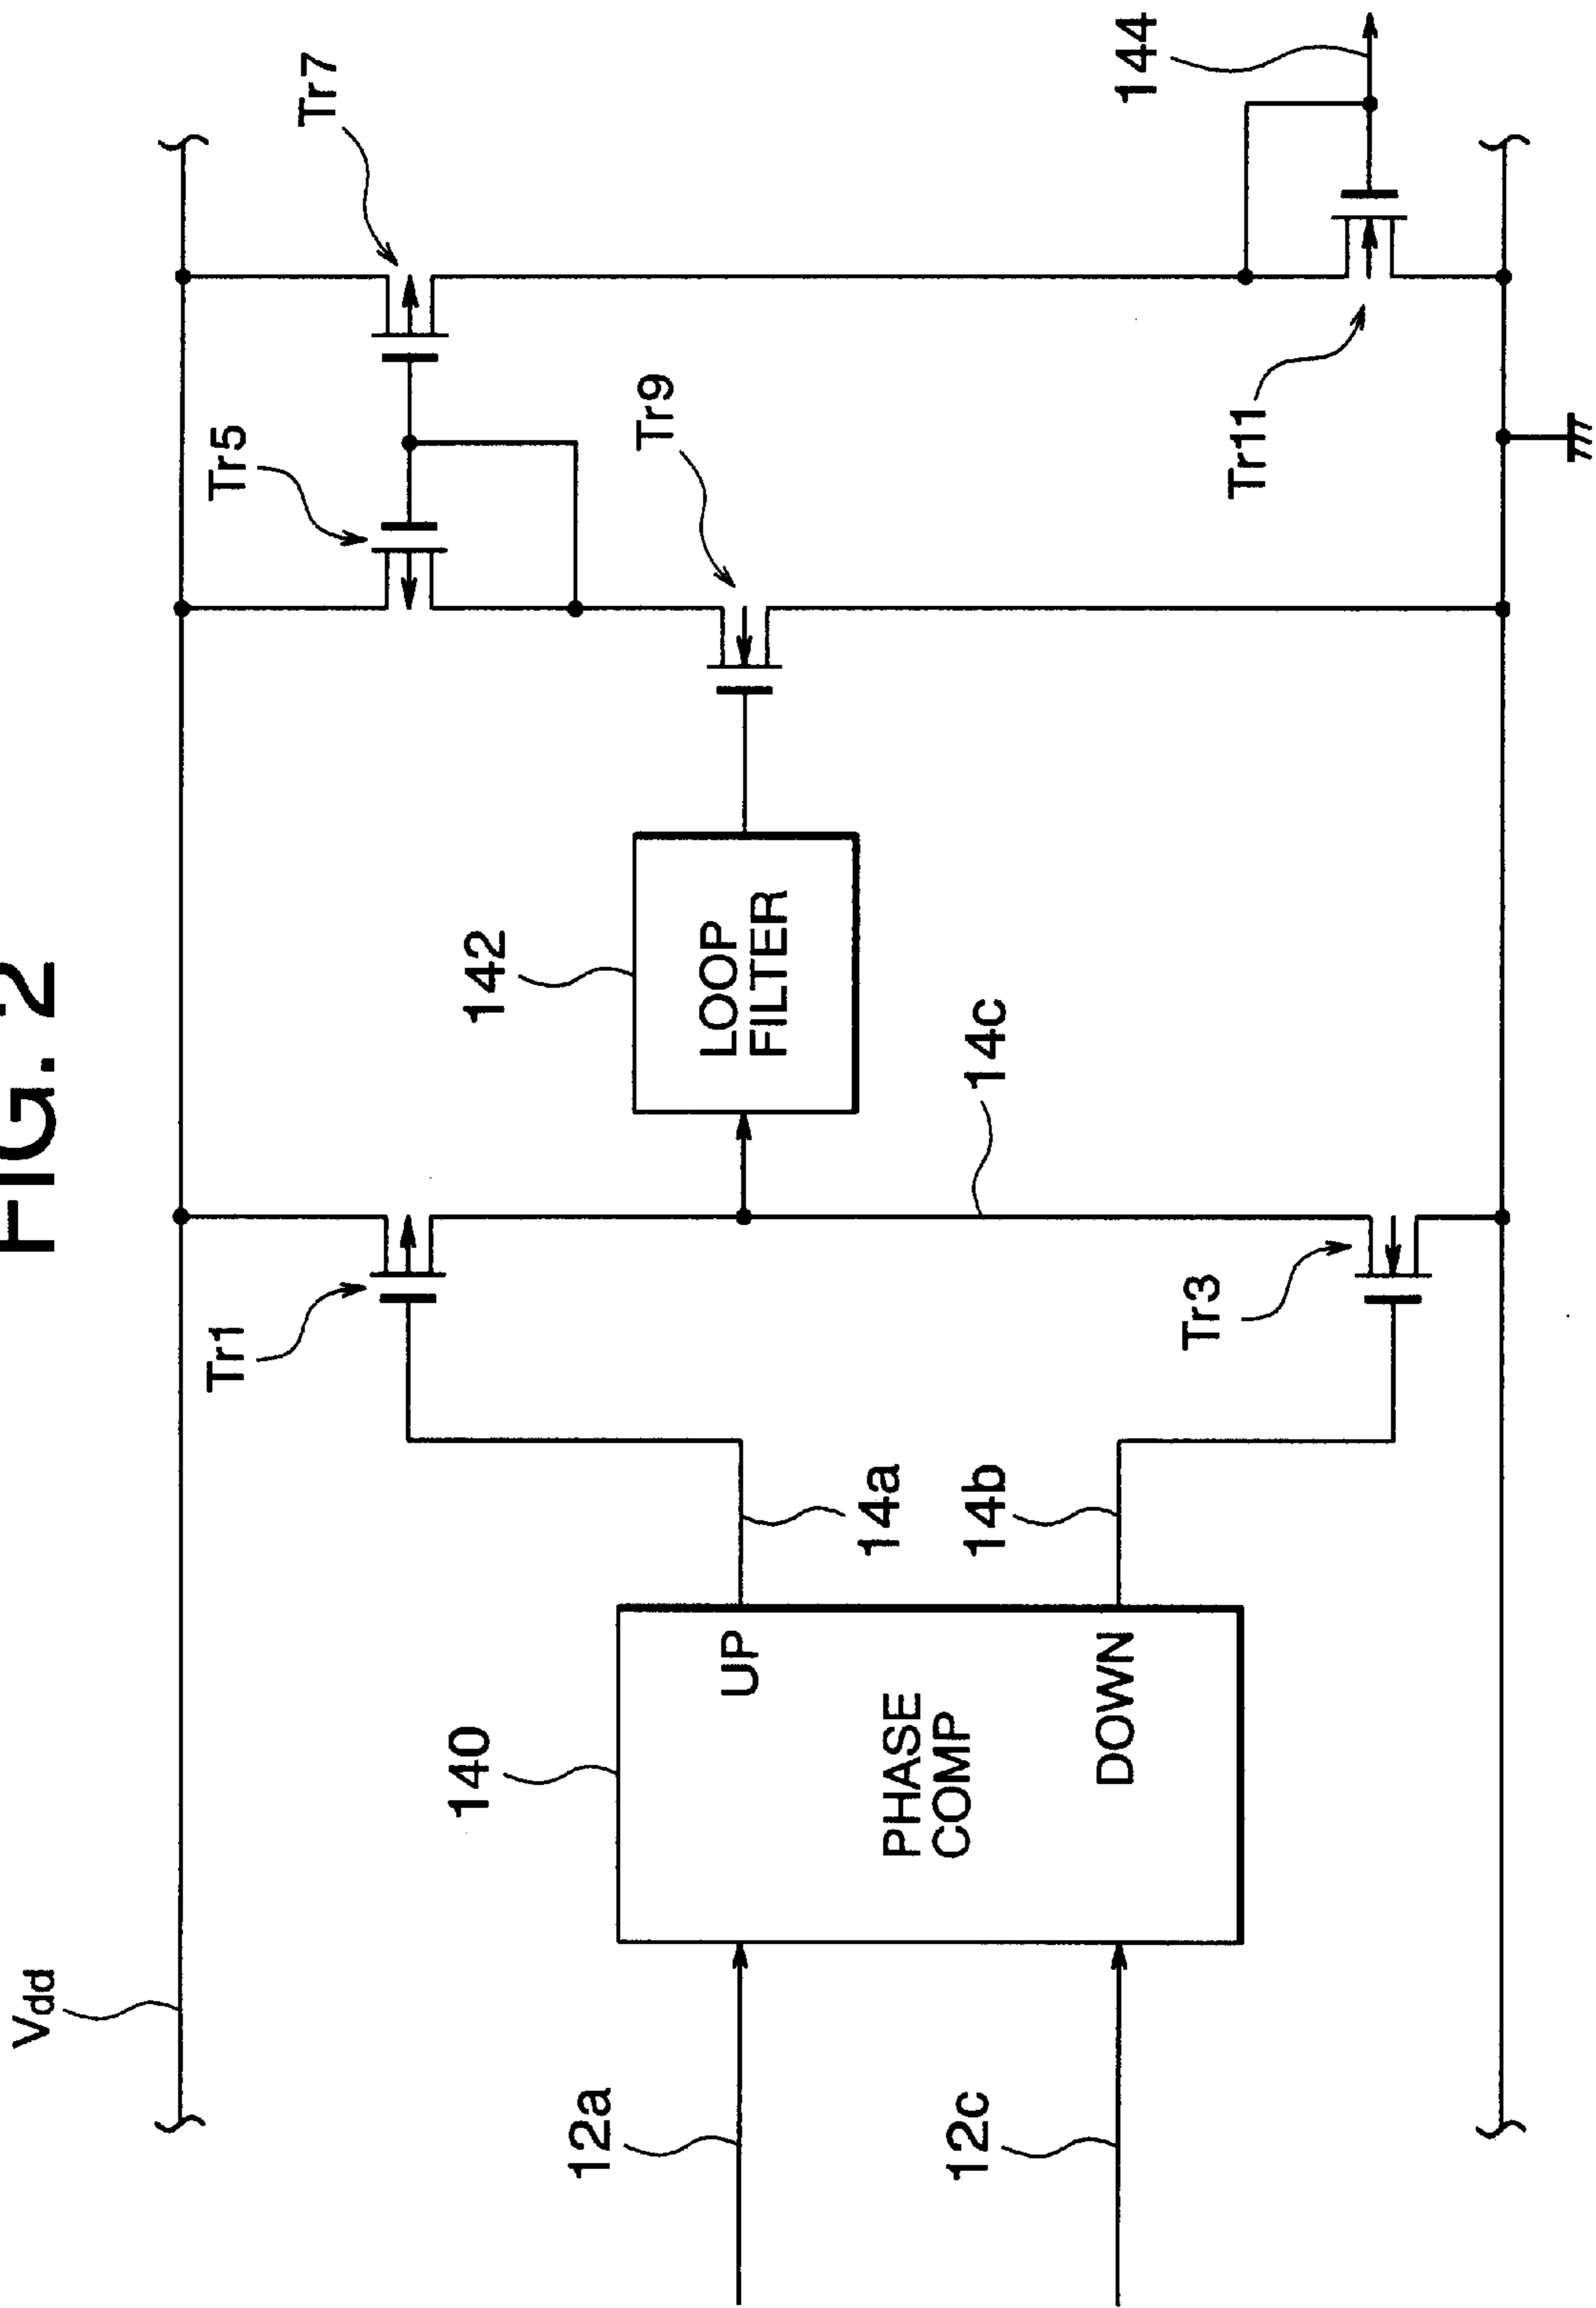 FIG. 2
Vdd
Tr1
Tr5
Tr7
140
142
Tr9
12a
UP
14a
LOOP
FILTER
PHASE
COMP
12c
DOWN
14b
14c
Tr3
Tr11
144